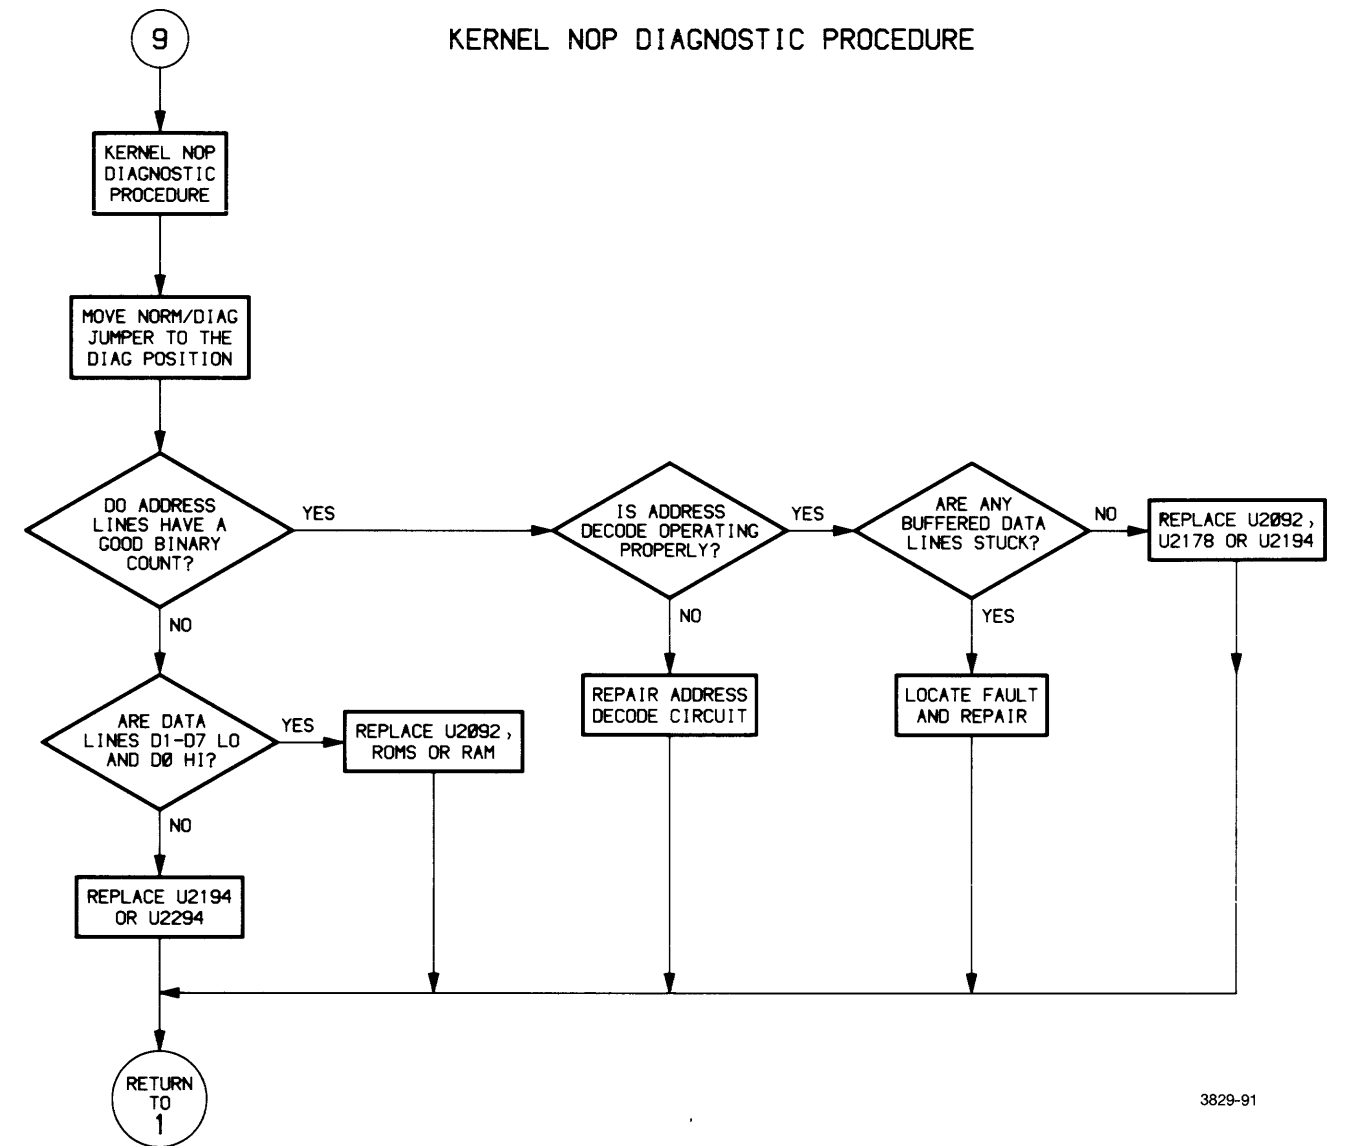 9
KERNEL NOP DIAGNOSTIC PROCEDURE
KERNEL NOP
DIAGNOSTIC
PROCEDURE
MOVE NORM/DIAG
JUMPER TO THE
DIAG POSITION
DO ADDRESS
LINES HAVE A
GOOD BINARY
COUNT?
YES
IS ADDRESS
DECODE OPERATING
PROPERLY?
YES
ARE ANY
BUFFERED DATA
LINES STUCK?
NO
REPLACE U2092,
U2178 OR U2194
NO
NO
YES
ARE DATA
LINES D1-D7 LO
AND D0 HI?
YES
REPLACE U2092,
ROMS OR RAM
REPAIR ADDRESS
DECODE CIRCUIT
LOCATE FAULT
AND REPAIR
NO
REPLACE U2194
OR U2294
RETURN
TO
1
3829-91